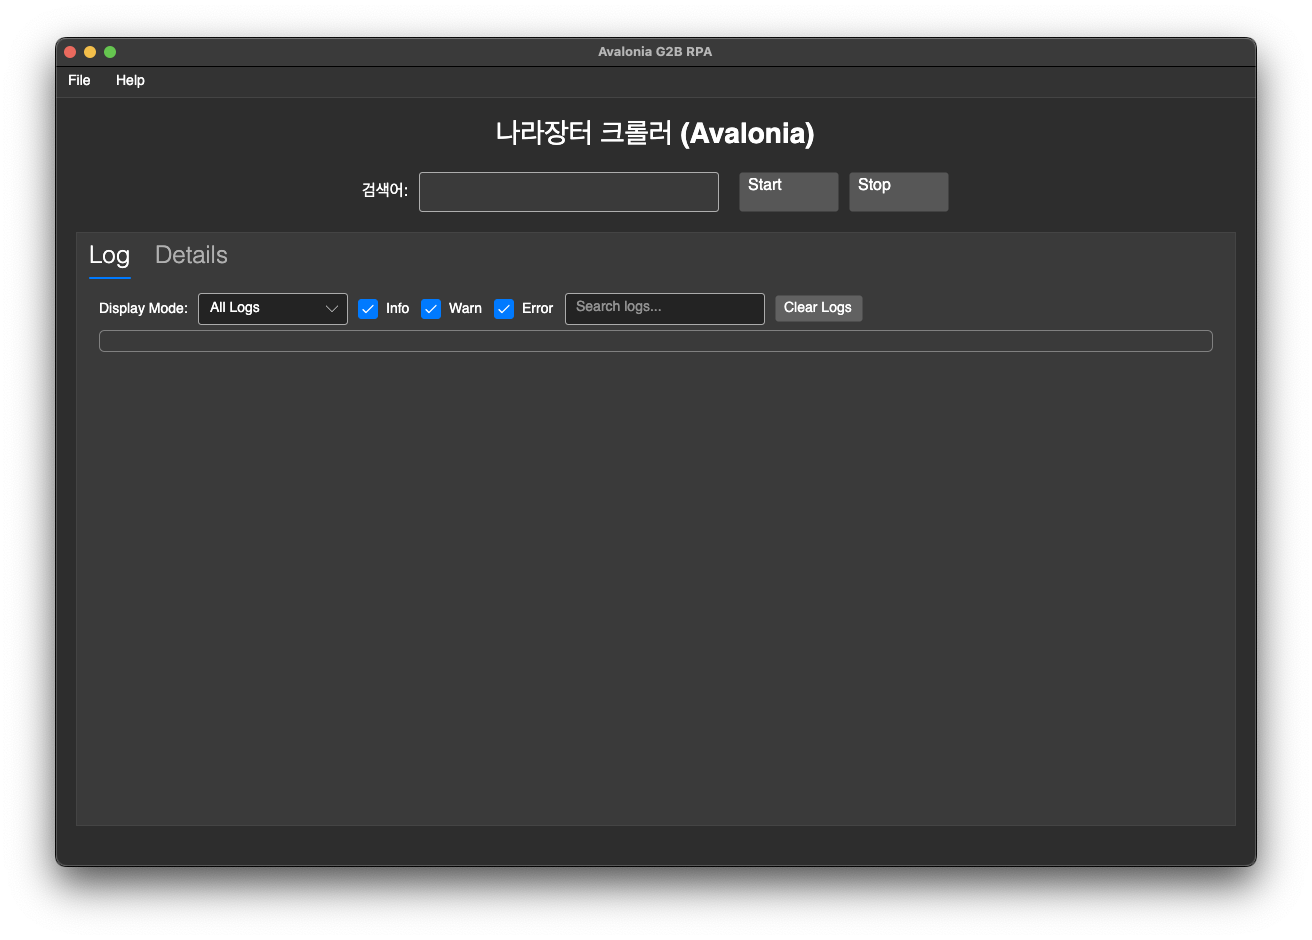 Avalonia G2B RPA
File Help
나라장터 크롤러 (Avalonia)
검색어: Start Stop
Log Details
Display Mode: All Logs Info Warn Error Search logs... Clear Logs